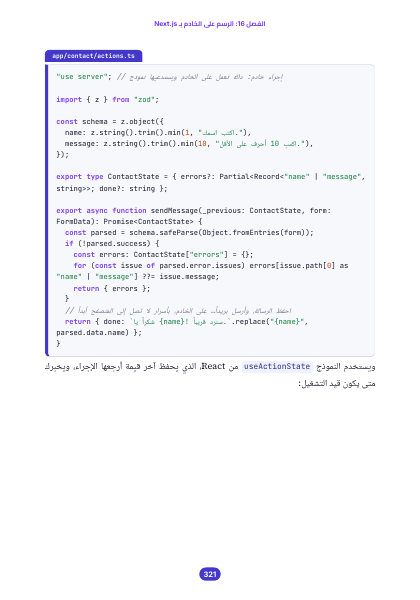 الفصل 16: الرسم على الخادم بـ Next.js
app/contact/actions.ts
"use server"; // إجراء خادم: دالة تعمل على الخادم ويستدعيها نموذج
import { z } from "zod";
const schema = z.object({
name: z.string().trim().min(1, "اكتب اسمك."),
message: z.string().trim().min(10, "اكتب 10 أحرف على الأقل."),
});
export type ContactState = { errors?: Partial<Record<"name" | "message",
string>>; done?: string };
export async function sendMessage(_previous: ContactState, form:
FormData): Promise<ContactState> {
const parsed = schema.safeParse(Object.fromEntries(form));
if (!parsed.success) {
const errors: ContactState["errors"] = {};
for (const issue of parsed.error.issues) errors[issue.path[0] as
"name" | "message"] ??= issue.message;
return { errors };
}
// احفظ الرسالة، وأرسل بريداً… على الخادم، بأسرار لا تصل إلى المتصفح أبداً
return { done: `شكراً يا {name}! سنرد قريباً.`.replace("{name}",
parsed.data.name) };
}
ويستخدم النموذج useActionState من React، الذي يحفظ آخر قيمة أرجعها الإجراء، ويخبرك
متى يكون قيد التشغيل:
321